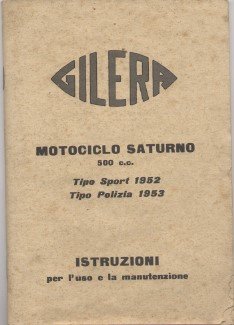 GILERA
MOTOCICLO SATURNO
500 c.c.
Tipo Sport 1952
Tipo Polizia 1953
ISTRUZIONI
per l'uso e la manutenzione